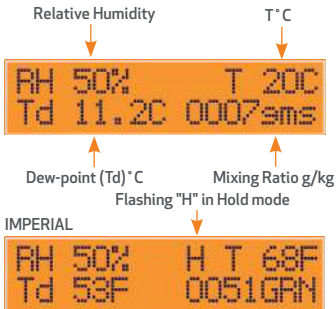 Relative Humidity T°C
RH 50% T 20C
Td 11.2C 0007gms
Dew-point (Td)°C Mixing Ratio g/kg
Flashing "H" in Hold mode
IMPERIAL
RH 50% H T 68F
Td 53F 0051GRN